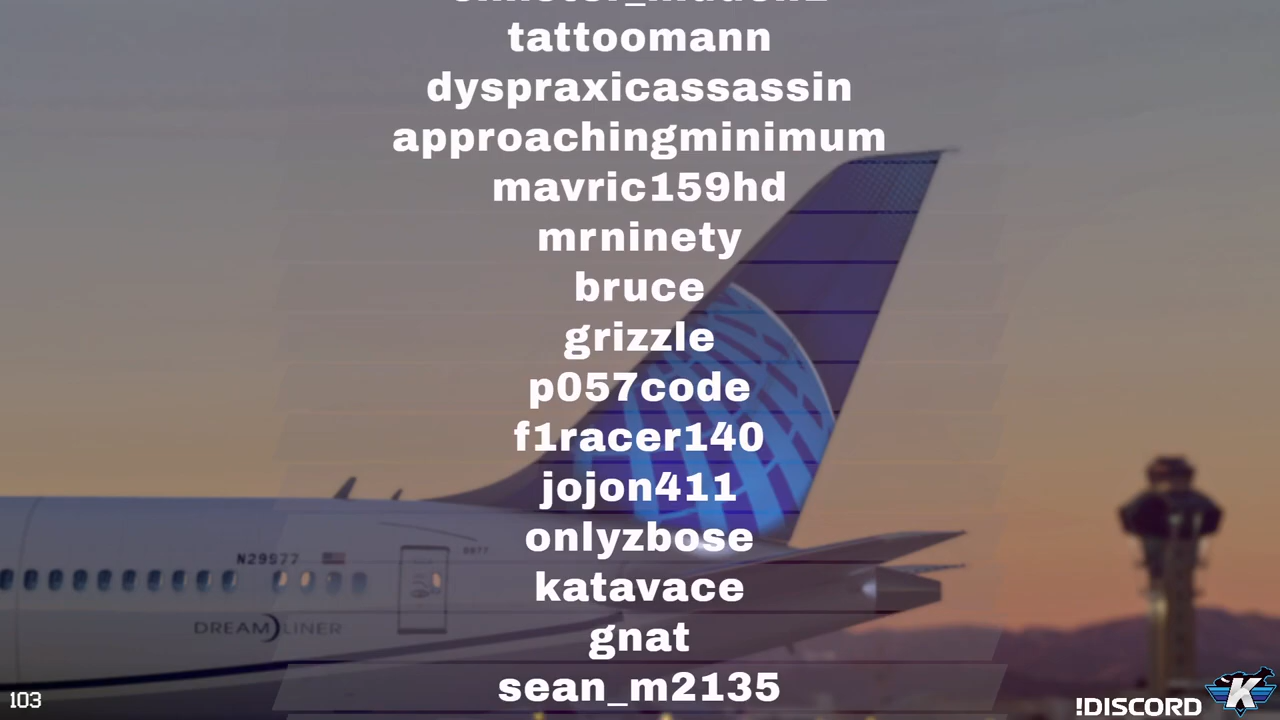 tattoomann
dyspraxicassassin
approachingminimum
mavric159hd
mrninety
bruce
grizzle
p057code
f1racer140
jojon411
onlyzbose
N29977
katavace
DREAMLINER
gnat
sean_m2135
103
!DISCORD
K